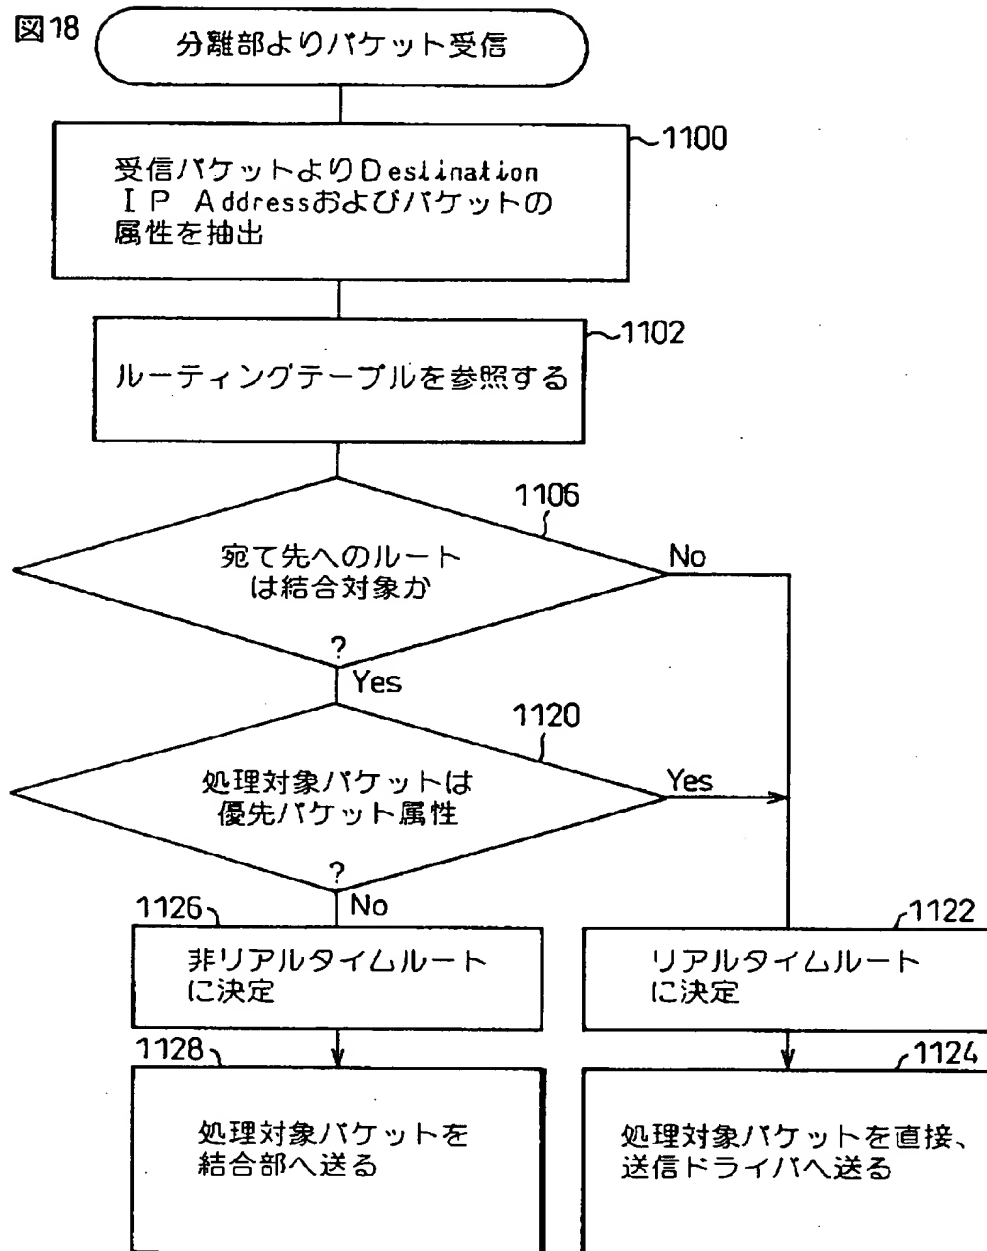 図18
分離部よりパケット受信
1100
受信パケットよりDestination
IP Addressおよびパケットの
属性を抽出
1102
ルーティングテーブルを参照する
1106
宛て先へのルート
は結合対象か
?
No
Yes
1120
処理対象パケットは
優先パケット属性
?
Yes
No
1126
非リアルタイムルート
に決定
1122
リアルタイムルート
に決定
1128
処理対象パケットを
結合部へ送る
1124
処理対象パケットを直接、
送信ドライバへ送る